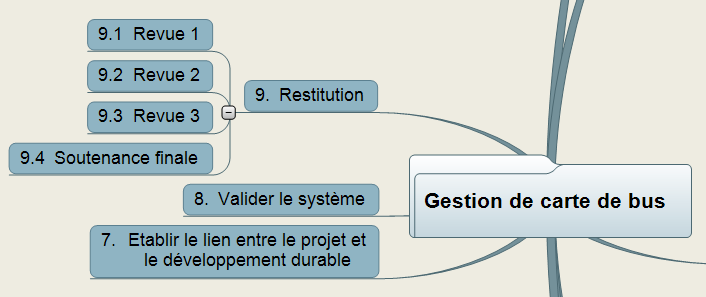 9.1 Revue 1
9.2 Revue 2
9.3 Revue 3
9.4 Soutenance finale
9. Restitution
8. Valider le système
7. Etablir le lien entre le projet et
le développement durable
Gestion de carte de bus